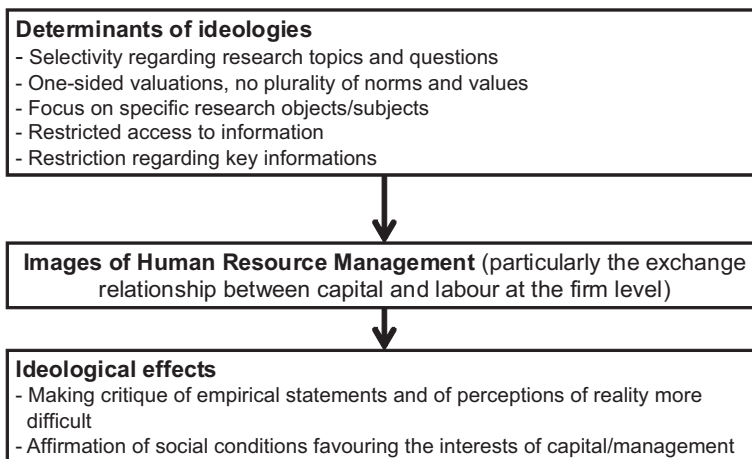 Determinants of ideologies
- Selectivity regarding research topics and questions
- One-sided valuations, no plurality of norms and values
- Focus on specific research objects/subjects
- Restricted access to information
- Restriction regarding key informations
Images of Human Resource Management (particularly the exchange
relationship between capital and labour at the firm level)
Ideological effects
- Making critique of empirical statements and of perceptions of reality more
difficult
- Affirmation of social conditions favouring the interests of capital/management